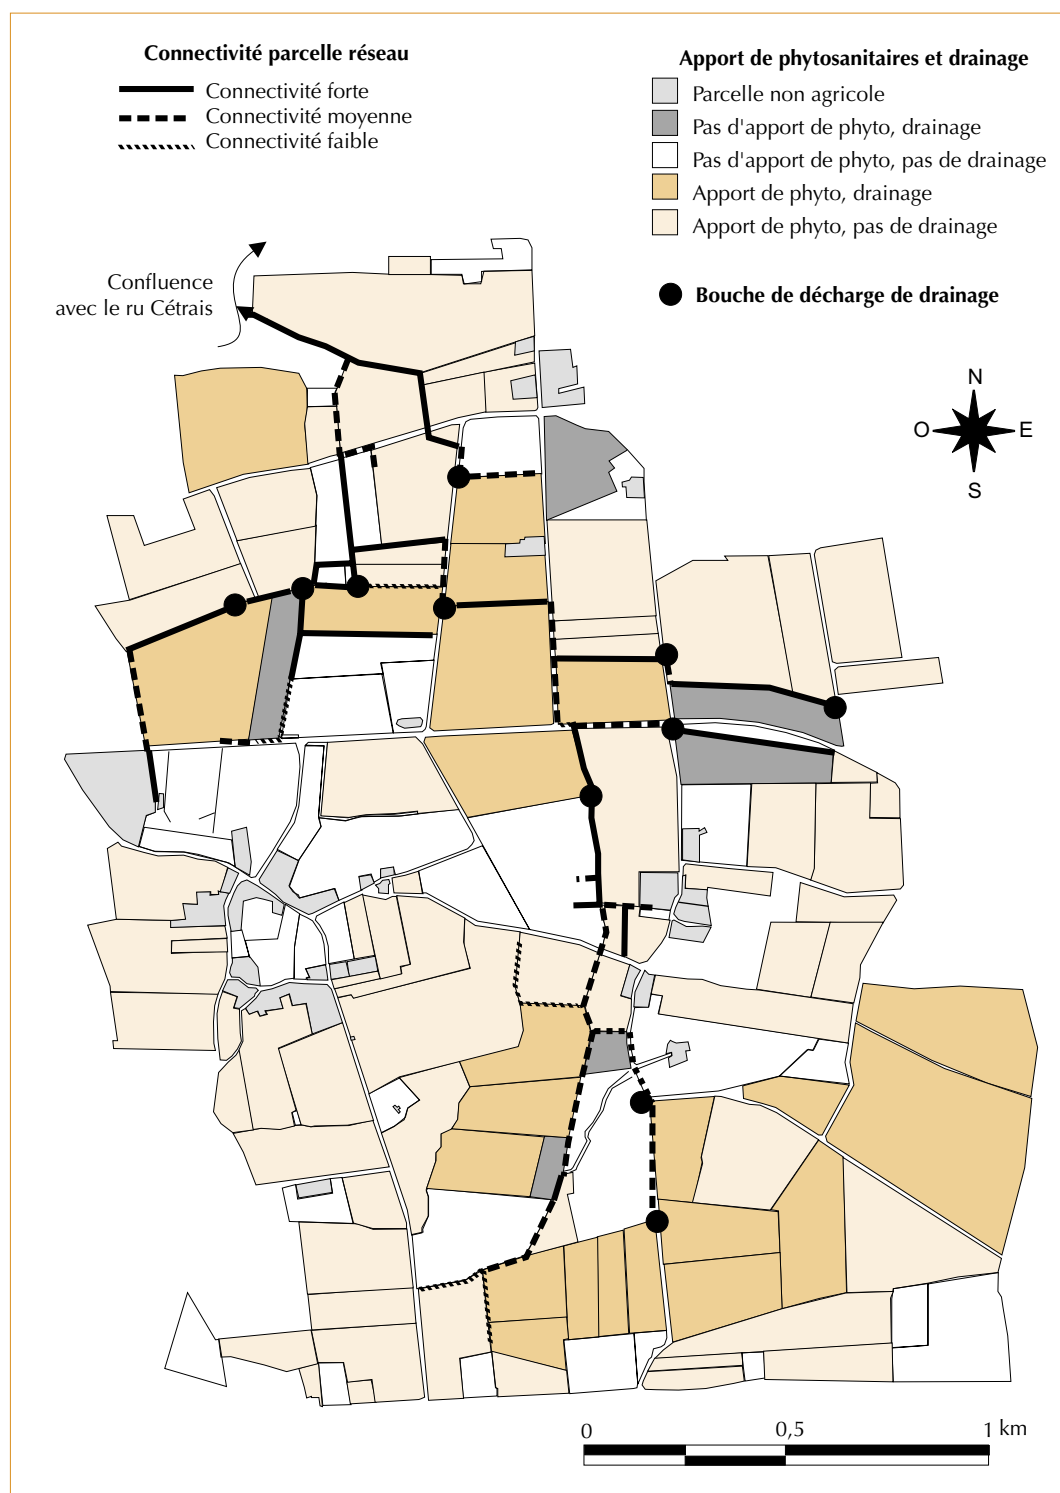 Connectivité parcelle réseau
Connectivité forte
Connectivité moyenne
Connectivité faible
Apport de phytosanitaires et drainage
Parcelle non agricole
Pas d'apport de phyto, drainage
Pas d'apport de phyto, pas de drainage
Apport de phyto, drainage
Apport de phyto, pas de drainage
Bouche de décharge de drainage
Confluence
avec le ru Cétrais
N
O E
S
0 0,5 1 km